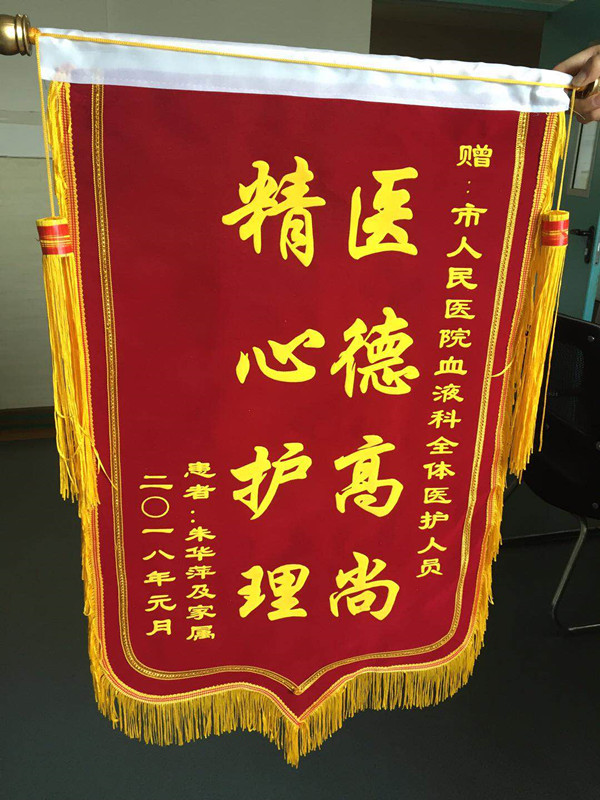 赠：市人民医院血液科全体医护人员
医德高尚
精心护理
患者：朱华萍及家属
二〇一八年元月